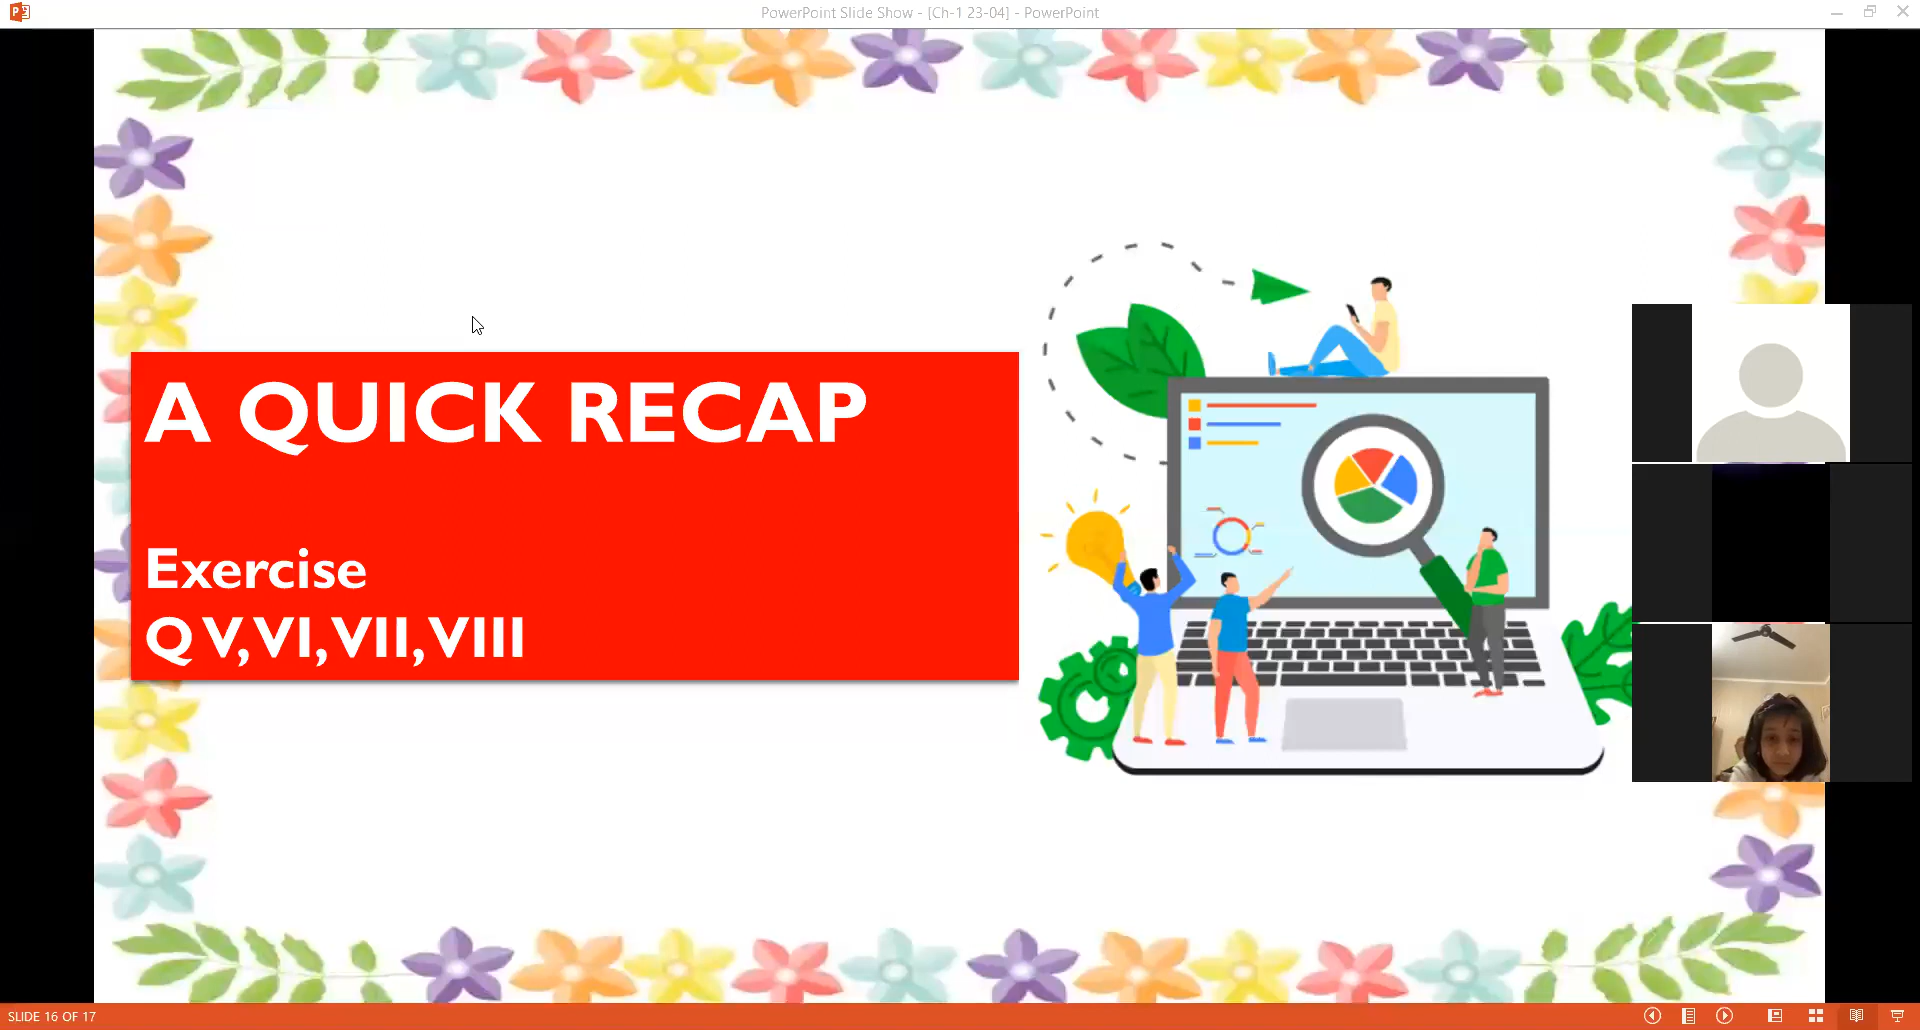 PowerPoint Slide Show - [Ch-1 23-04] - PowerPoint
A QUICK RECAP
Exercise
Q V, VI, VII, VIII
SLIDE 16 OF 17